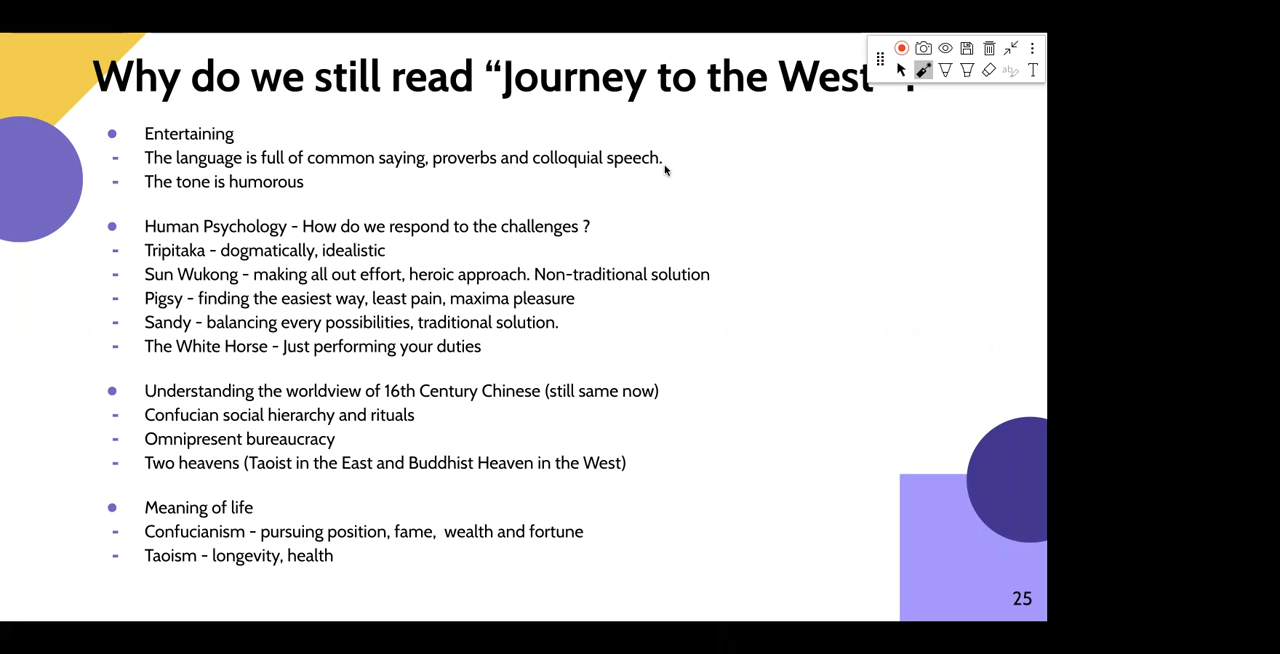 Why do we still read “Journey to the West” ?
Entertaining
- The language is full of common saying, proverbs and colloquial speech.
- The tone is humorous
Human Psychology - How do we respond to the challenges ?
- Tripitaka - dogmatically, idealistic
- Sun Wukong - making all out effort, heroic approach. Non-traditional solution
- Pigsy - finding the easiest way, least pain, maxima pleasure
- Sandy - balancing every possibilities, traditional solution.
- The White Horse - Just performing your duties
Understanding the worldview of 16th Century Chinese (still same now)
- Confucian social hierarchy and rituals
- Omnipresent bureaucracy
- Two heavens (Taoist in the East and Buddhist Heaven in the West)
Meaning of life
- Confucianism - pursuing position, fame,  wealth and fortune
- Taoism - longevity, health
25